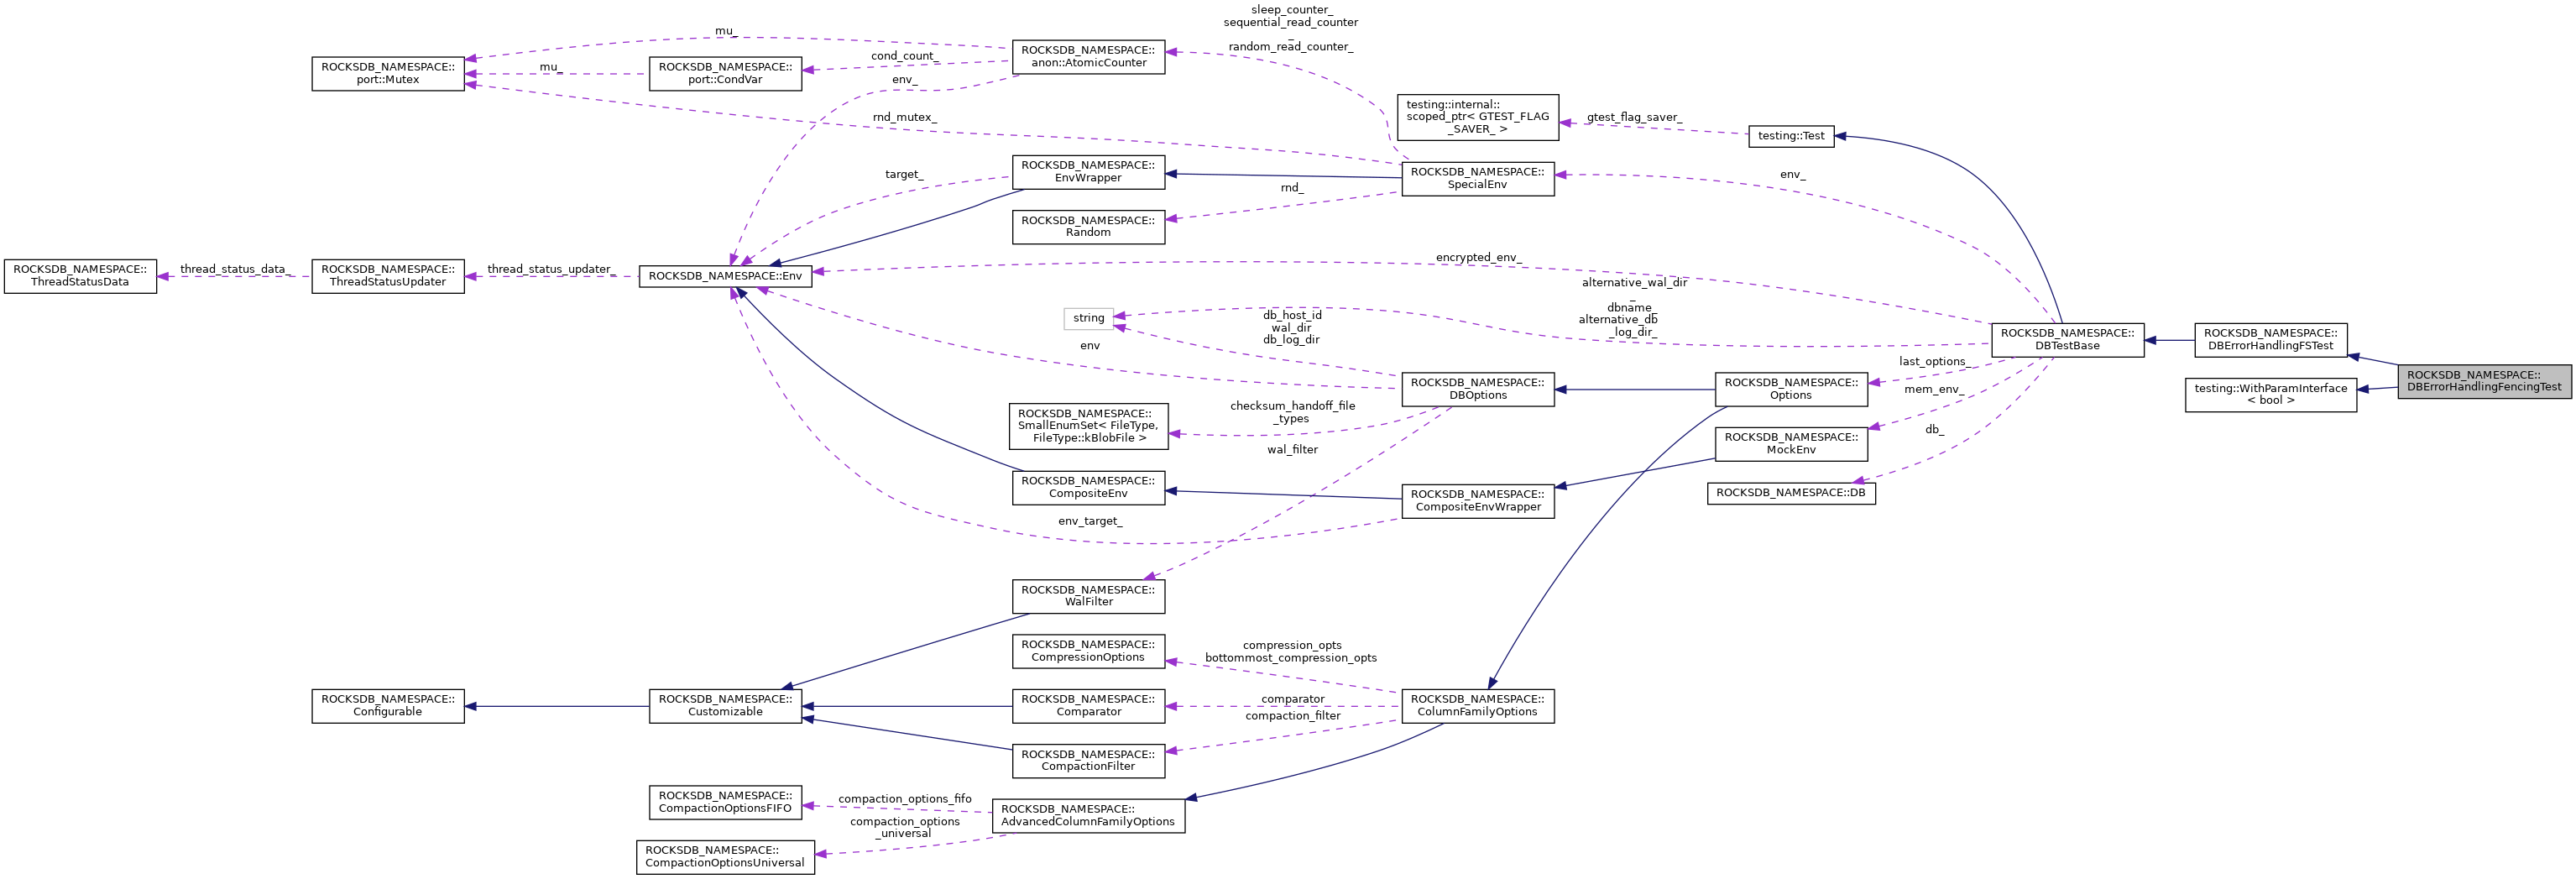 sleep_counter_
sequential_read_counter
_
random_read_counter_
mu_
ROCKSDB_NAMESPACE::
anon::AtomicCounter
cond_count_
ROCKSDB_NAMESPACE::
port::Mutex
mu_
ROCKSDB_NAMESPACE::
port::CondVar
env_
testing::internal::
scoped_ptr< GTEST_FLAG
_SAVER_ >
gtest_flag_saver_
testing::Test
rnd_mutex_
ROCKSDB_NAMESPACE::
EnvWrapper
target_
ROCKSDB_NAMESPACE::
SpecialEnv
env_
rnd_
ROCKSDB_NAMESPACE::
Random
ROCKSDB_NAMESPACE::
ThreadStatusData
thread_status_data_
ROCKSDB_NAMESPACE::
ThreadStatusUpdater
thread_status_updater_
ROCKSDB_NAMESPACE::Env
encrypted_env_
alternative_wal_dir
_
dbname_
alternative_db
_log_dir_
string
db_host_id
wal_dir
db_log_dir
env
ROCKSDB_NAMESPACE::
DBTestBase
ROCKSDB_NAMESPACE::
DBErrorHandlingFSTest
ROCKSDB_NAMESPACE::
DBErrorHandlingFencingTest
testing::WithParamInterface
< bool >
last_options_
mem_env_
db_
ROCKSDB_NAMESPACE::
DBOptions
ROCKSDB_NAMESPACE::
Options
ROCKSDB_NAMESPACE::
SmallEnumSet< FileType,
FileType::kBlobFile >
checksum_handoff_file
_types
wal_filter
ROCKSDB_NAMESPACE::
MockEnv
ROCKSDB_NAMESPACE::DB
ROCKSDB_NAMESPACE::
CompositeEnv
ROCKSDB_NAMESPACE::
CompositeEnvWrapper
env_target_
ROCKSDB_NAMESPACE::
WalFilter
ROCKSDB_NAMESPACE::
CompressionOptions
compression_opts
bottommost_compression_opts
ROCKSDB_NAMESPACE::
Configurable
ROCKSDB_NAMESPACE::
Customizable
ROCKSDB_NAMESPACE::
Comparator
comparator
compaction_filter
ROCKSDB_NAMESPACE::
ColumnFamilyOptions
ROCKSDB_NAMESPACE::
CompactionFilter
ROCKSDB_NAMESPACE::
CompactionOptionsFIFO
compaction_options_fifo
ROCKSDB_NAMESPACE::
AdvancedColumnFamilyOptions
compaction_options
_universal
ROCKSDB_NAMESPACE::
CompactionOptionsUniversal